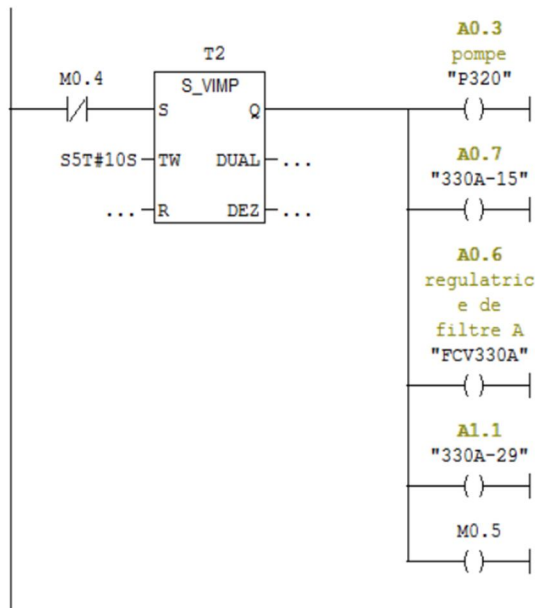 A0.3
pompe
"P320"
T2
M0.4
S_VIMP
S Q
S5T#10S TW DUAL ...
... R DEZ ...
A0.7
"330A-15"
A0.6
regulatric
e de
filtre A
"FCV330A"
A1.1
"330A-29"
M0.5